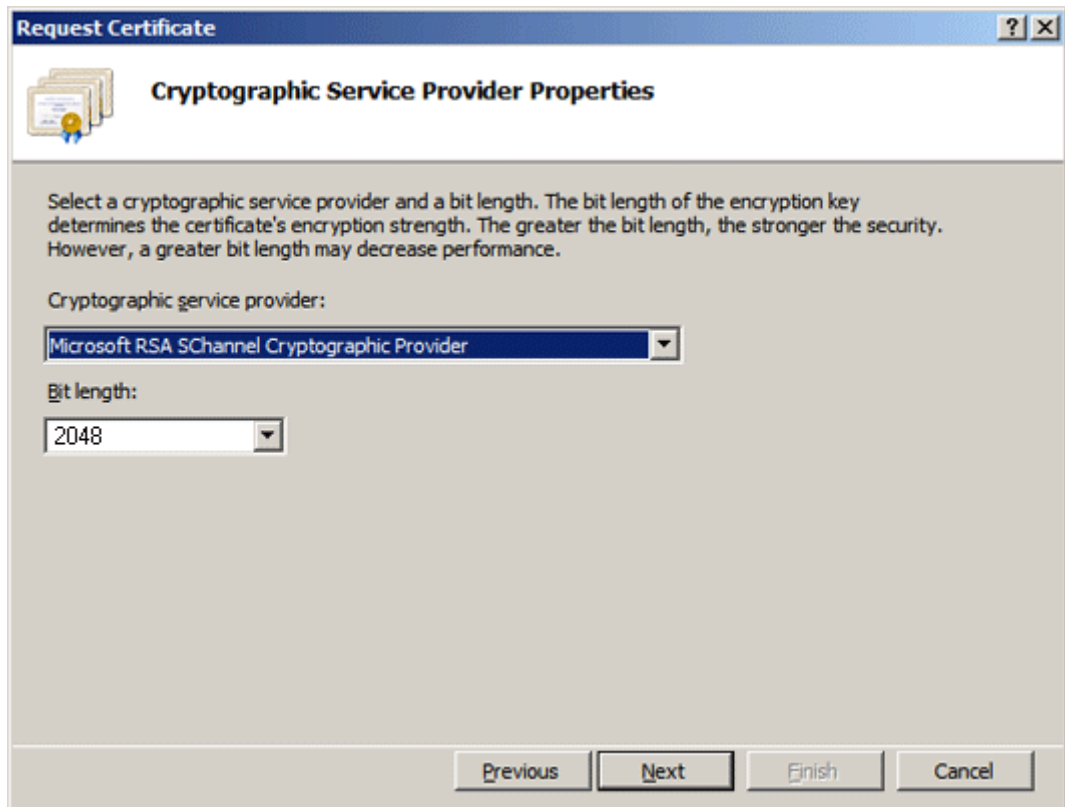 Request Certificate
Cryptographic Service Provider Properties
Select a cryptographic service provider and a bit length. The bit length of the encryption key
determines the certificate's encryption strength. The greater the bit length, the stronger the security.
However, a greater bit length may decrease performance.
Cryptographic service provider:
Microsoft RSA SChannel Cryptographic Provider
Bit length:
2048
Previous Next Finish Cancel